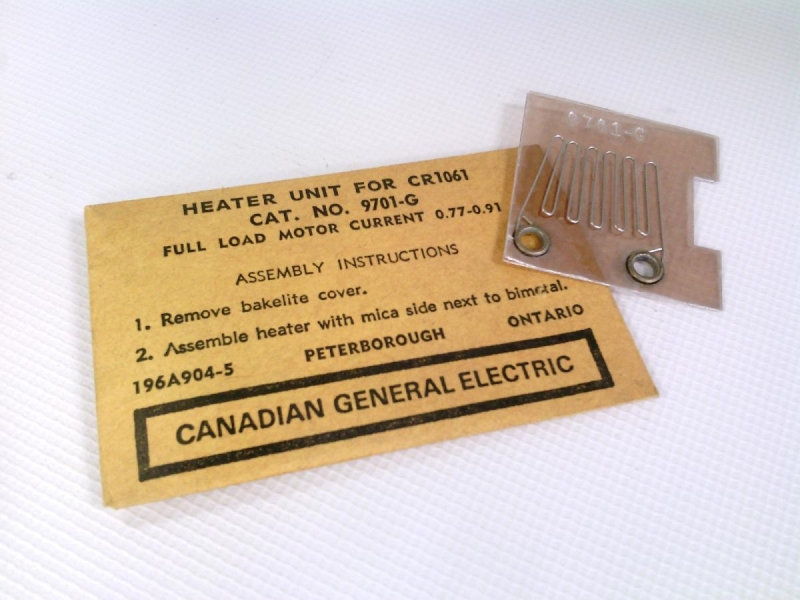 HEATER UNIT FOR CR1061
CAT. NO. 9701-G
FULL LOAD MOTOR CURRENT 0.77-0.91
ASSEMBLY INSTRUCTIONS
1. Remove bakelite cover.
2. Assemble heater with mica side next to bimetal.
196A904-5 PETERBOROUGH ONTARIO
CANADIAN GENERAL ELECTRIC
9701-G